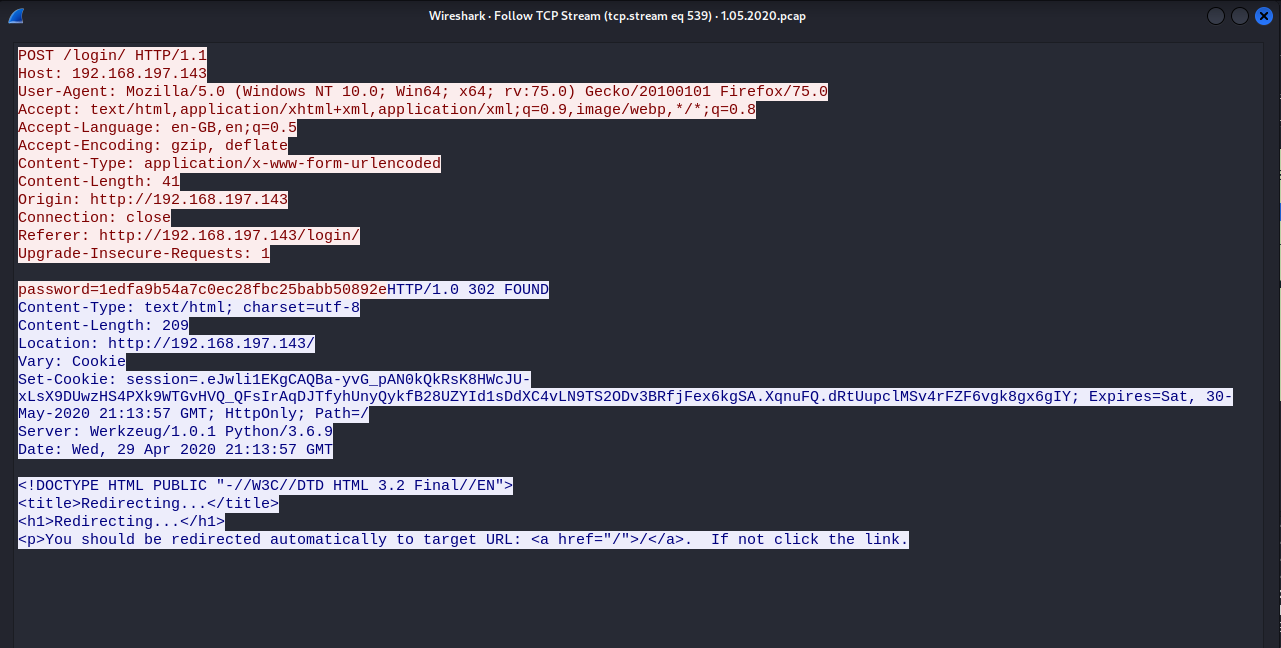 Wireshark · Follow TCP Stream (tcp.stream eq 539) · 1.05.2020.pcap
POST /login/ HTTP/1.1
Host: 192.168.197.143
User-Agent: Mozilla/5.0 (Windows NT 10.0; Win64; x64; rv:75.0) Gecko/20100101 Firefox/75.0
Accept: text/html,application/xhtml+xml,application/xml;q=0.9,image/webp,*/*;q=0.8
Accept-Language: en-GB,en;q=0.5
Accept-Encoding: gzip, deflate
Content-Type: application/x-www-form-urlencoded
Content-Length: 41
Origin: http://192.168.197.143
Connection: close
Referer: http://192.168.197.143/login/
Upgrade-Insecure-Requests: 1
password=1edfa9b54a7c0ec28fbc25babb50892eHTTP/1.0 302 FOUND
Content-Type: text/html; charset=utf-8
Content-Length: 209
Location: http://192.168.197.143/
Vary: Cookie
Set-Cookie: session=.eJwli1EKgCAQBa-yvG_pAN0kQkRsK8HWcJU-
xLsX9DUwzHS4PXk9WTGvHVQ_QFsIrAqDJTfyhUnyQykfB28UZYId1sDdXC4vLN9TS2ODv3BRfjFex6kgSA.XqnuFQ.dRtUupclMSv4rFZF6vgk8gx6gIY; Expires=Sat, 30-
May-2020 21:13:57 GMT; HttpOnly; Path=/
Server: Werkzeug/1.0.1 Python/3.6.9
Date: Wed, 29 Apr 2020 21:13:57 GMT
<!DOCTYPE HTML PUBLIC "-//W3C//DTD HTML 3.2 Final//EN">
<title>Redirecting...</title>
<h1>Redirecting...</h1>
<p>You should be redirected automatically to target URL: <a href="/">/</a>.  If not click the link.